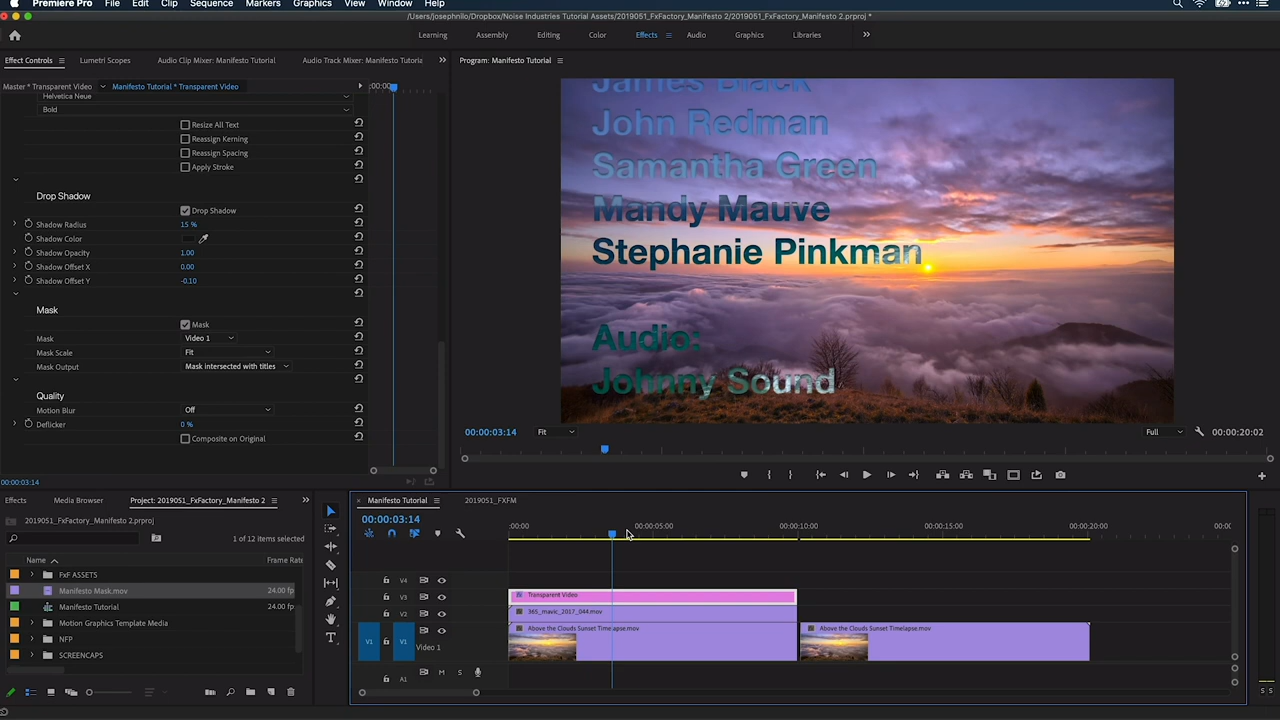 Premiere Pro File Edit Clip Sequence Markers Graphics View Window Help
/Users/josephnilo/Dropbox/Noise Industries Tutorial Assets/2019051_FxFactory_Manifesto 2/2019051_FxFactory_Manifesto 2.prproj *
Learning Assembly Editing Color Effects Audio Graphics Libraries
Effect Controls Lumetri Scopes Audio Clip Mixer: Manifesto Tutorial Audio Track Mixer: Manifesto Tutoria
Program: Manifesto Tutorial
Master * Transparent Video Manifesto Tutorial * Transparent Video ;00:00
Helvetica Neue
Bold
Resize All Text
Reassign Kerning
Reassign Spacing
Apply Stroke
Drop Shadow
Drop Shadow
Shadow Radius 15 %
Shadow Color
Shadow Opacity 1.00
Shadow Offset X 0.00
Shadow Offset Y -0.10
Mask
Mask
Mask Video 1
Mask Scale Fit
Mask Output Mask intersected with titles
Quality
Motion Blur Off
Deflicker 0 %
Composite on Original
00:00:03:14
James Black
John Redman
Samantha Green
Mandy Mauve
Stephanie Pinkman
Audio:
Johnny Sound
00:00:03:14 Fit Full 00:00:20:02
Effects Media Browser Project: 2019051_FxFactory_Manifesto 2
2019051_FxFactory_Manifesto 2.prproj
1 of 12 items selected
Name Frame Rate
FxF ASSETS
Manifesto Mask.mov 24.00 fp
Manifesto Tutorial 24.00 fp
Motion Graphics Template Media
NFP
SCREENCAPS
Manifesto Tutorial 2019051_FXFM
00:00:03:14
:00:00 00:00:05:00 00:00:10:00 00:00:15:00 00:00:20:00 00:0
V4
V3 Transparent Video
V2 365_mavic_2017_044.mov
V1 V1 Video 1 Above the Clouds Sunset Timelapse.mov Above the Clouds Sunset Timelapse.mov
A1 M S
S S